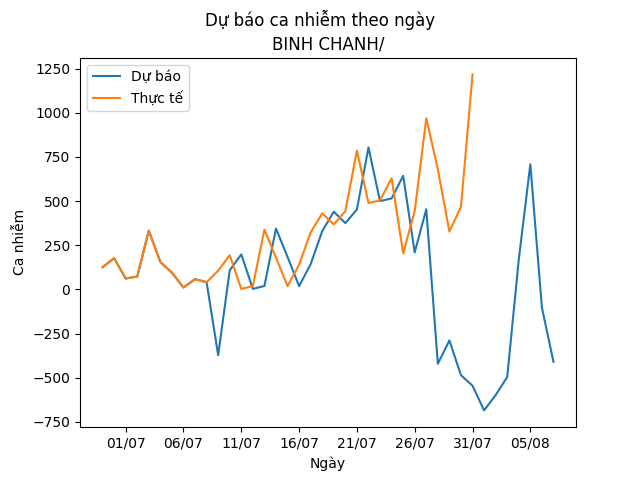 Dự báo ca nhiễm theo ngày
BINH CHANH/
Dự báo
Thực tế
Ca nhiễm
1250
1000
750
500
250
0
−250
−500
−750
01/07 06/07 11/07 16/07 21/07 26/07 31/07 05/08
Ngày